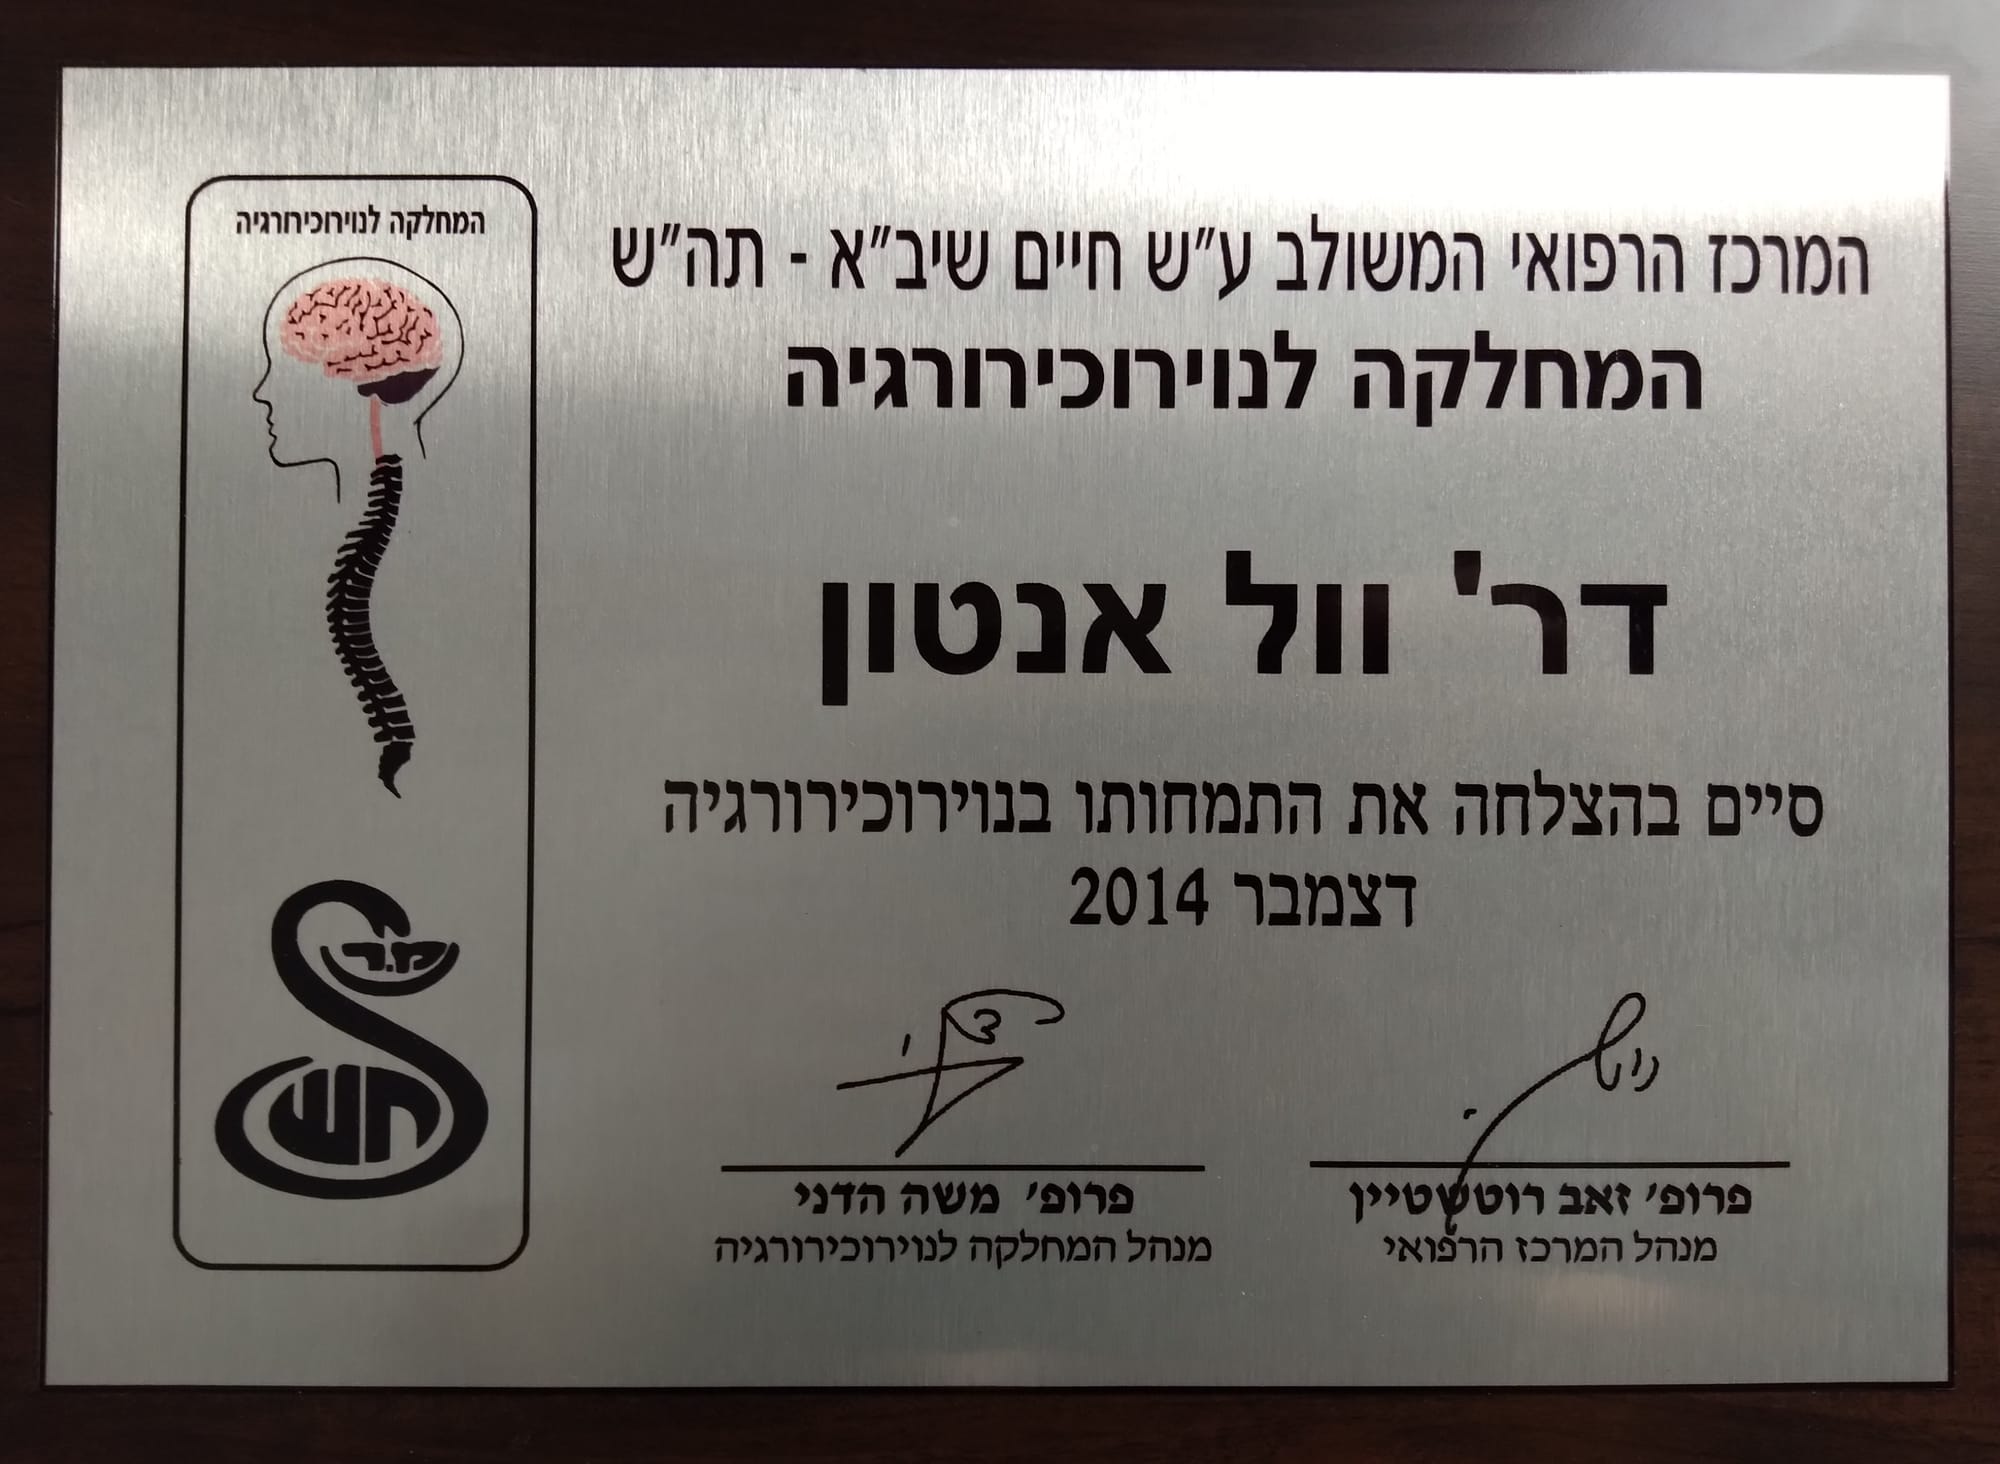 המרכז הרפואי המשולב ע״ש חיים שיב״א - תה״ש
המחלקה לנוירוכירורגיה
דר' וול אנטון
סיים בהצלחה את התמחותו בנוירוכירורגיה
דצמבר 2014
פרופ׳ זאב רוטשטיין
מנהל המרכז הרפואי
פרופ׳ משה הדני
מנהל המחלקה לנוירוכירורגיה
המחלקה לנוירוכירורגיה
מ.ר
תש